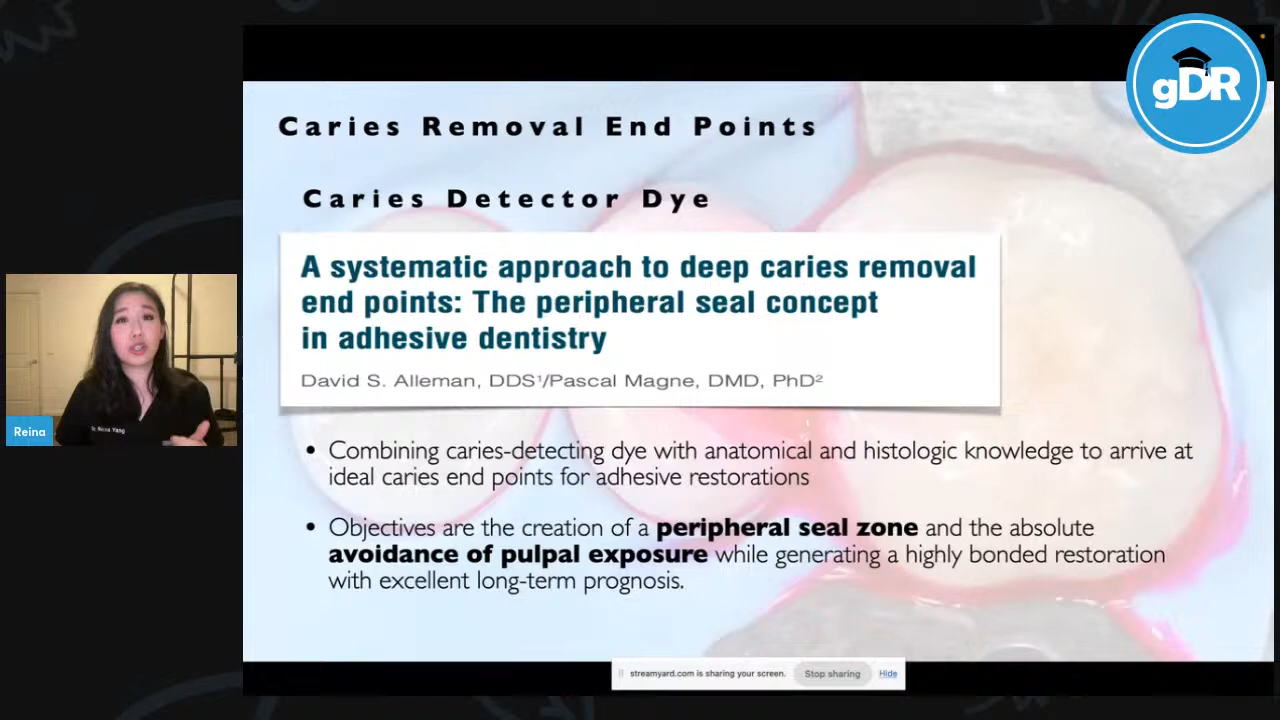 gDR
Caries Removal End Points
Caries Detector Dye
A systematic approach to deep caries removal
end points: The peripheral seal concept
in adhesive dentistry
David S. Alleman, DDS¹/Pascal Magne, DMD, PhD²
• Combining caries-detecting dye with anatomical and histologic knowledge to arrive at
ideal caries end points for adhesive restorations
• Objectives are the creation of a peripheral seal zone and the absolute
avoidance of pulpal exposure while generating a highly bonded restoration
with excellent long-term prognosis.
Dr. Reina Yang
Reina
streamyard.com is sharing your screen. Stop sharing Hide